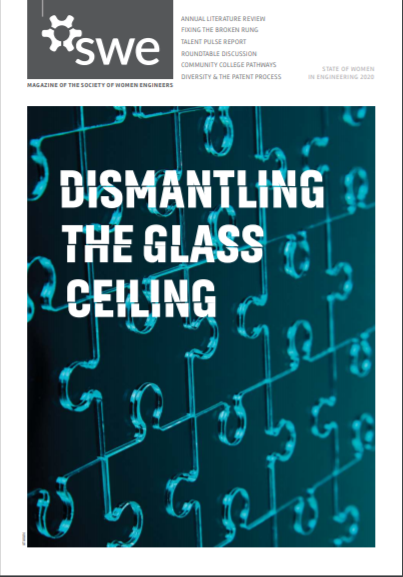 swe
MAGAZINE OF THE SOCIETY OF WOMEN ENGINEERS
ANNUAL LITERATURE REVIEW
FIXING THE BROKEN RUNG
TALENT PULSE REPORT
ROUNDTABLE DISCUSSION
COMMUNITY COLLEGE PATHWAYS
DIVERSITY & THE PATENT PROCESS
STATE OF WOMEN
IN ENGINEERING 2020
DISMANTLING
THE GLASS
CEILING